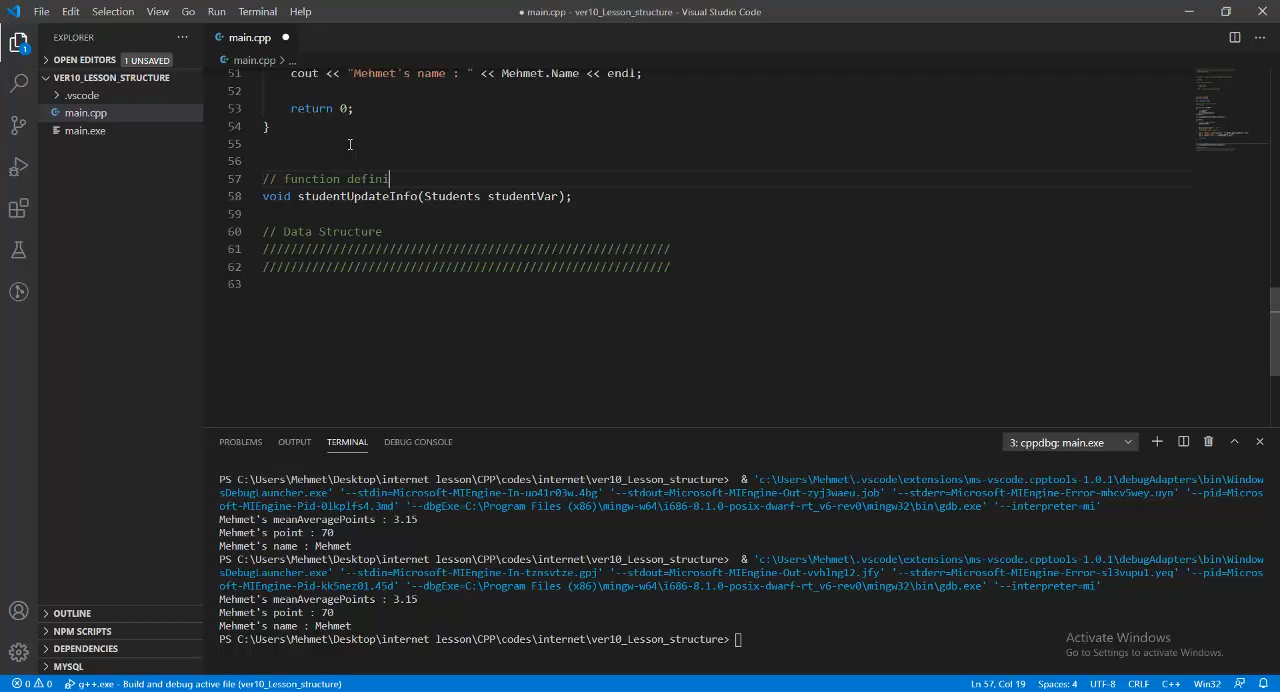 File Edit Selection View Go Run Terminal Help
● main.cpp - ver10_Lesson_structure - Visual Studio Code
EXPLORER
main.cpp
OPEN EDITORS 1 UNSAVED
main.cpp > ...
VER10_LESSON_STRUCTURE
.vscode
main.cpp
main.exe
1
51 cout << "Mehmet's name : " << Mehmet.Name << endl;
52
53 return 0;
54 }
55
56
57 // function defini
58 void studentUpdateInfo(Students studentVar);
59
60 // Data Structure
61 //////////////////////////////////////////////////////////
62 //////////////////////////////////////////////////////////
63
PROBLEMS OUTPUT TERMINAL DEBUG CONSOLE
3: cppdbg: main.exe
PS C:\Users\Mehmet\Desktop\internet lesson\CPP\codes\internet\ver10_Lesson_structure> & 'c:\Users\Mehmet\.vscode\extensions\ms-vscode.cpptools-1.0.1\debugAdapters\bin\Window
sDebugLauncher.exe' '--stdin=Microsoft-MIEngine-In-uo41r03w.4bg' '--stdout=Microsoft-MIEngine-Out-zyj3waeu.job' '--stderr=Microsoft-MIEngine-Error-mhcv5wey.uyn' '--pid=Micros
oft-MIEngine-Pid-0lkplfs4.3md' '--dbgExe=C:\Program Files (x86)\mingw-w64\i686-8.1.0-posix-dwarf-rt_v6-rev0\mingw32\bin\gdb.exe' '--interpreter=mi'
Mehmet's meanAveragePoints : 3.15
Mehmet's point : 70
Mehmet's name : Mehmet
PS C:\Users\Mehmet\Desktop\internet lesson\CPP\codes\internet\ver10_Lesson_structure> & 'c:\Users\Mehmet\.vscode\extensions\ms-vscode.cpptools-1.0.1\debugAdapters\bin\Window
sDebugLauncher.exe' '--stdin=Microsoft-MIEngine-In-tznsvtze.gpj' '--stdout=Microsoft-MIEngine-Out-vvhlng12.jfy' '--stderr=Microsoft-MIEngine-Error-sl3vupu1.yeq' '--pid=Micros
oft-MIEngine-Pid-kk5nez01.45d' '--dbgExe=C:\Program Files (x86)\mingw-w64\i686-8.1.0-posix-dwarf-rt_v6-rev0\mingw32\bin\gdb.exe' '--interpreter=mi'
Mehmet's meanAveragePoints : 3.15
Mehmet's point : 70
Mehmet's name : Mehmet
PS C:\Users\Mehmet\Desktop\internet lesson\CPP\codes\internet\ver10_Lesson_structure>
OUTLINE
NPM SCRIPTS
DEPENDENCIES
MYSQL
Activate Windows
Go to Settings to activate Windows.
0 0 g++.exe - Build and debug active file (ver10_Lesson_structure)
Ln 57, Col 19 Spaces: 4 UTF-8 CRLF C++ Win32